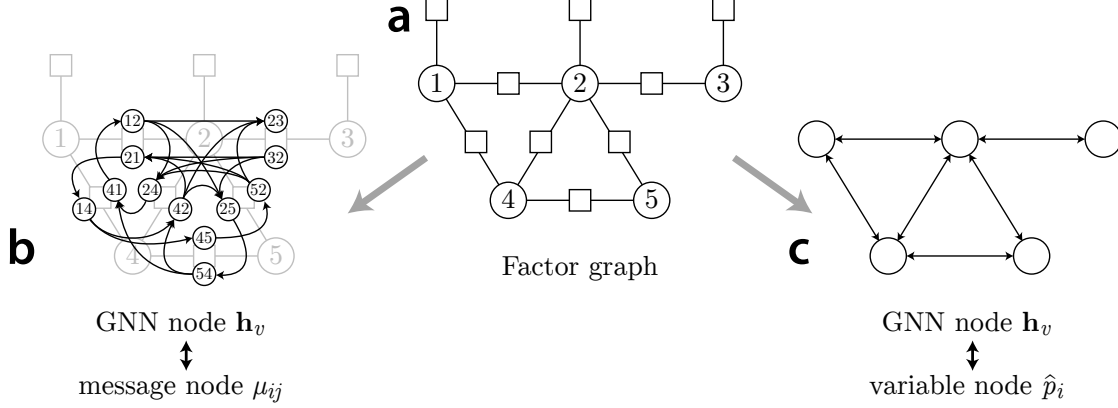 a
1
2
3
4
5
Factor graph
b
1
2
3
12
23
21
32
41
24
52
14
42
25
45
4
5
54
GNN node h_v
message node μ_ij
c
GNN node h_v
variable node p̂_i